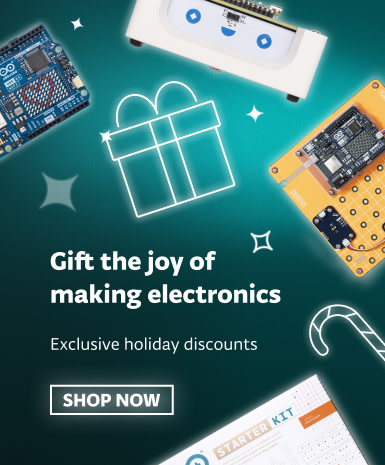 Gift the joy of
making electronics
Exclusive holiday discounts
SHOP NOW
STARTER KIT